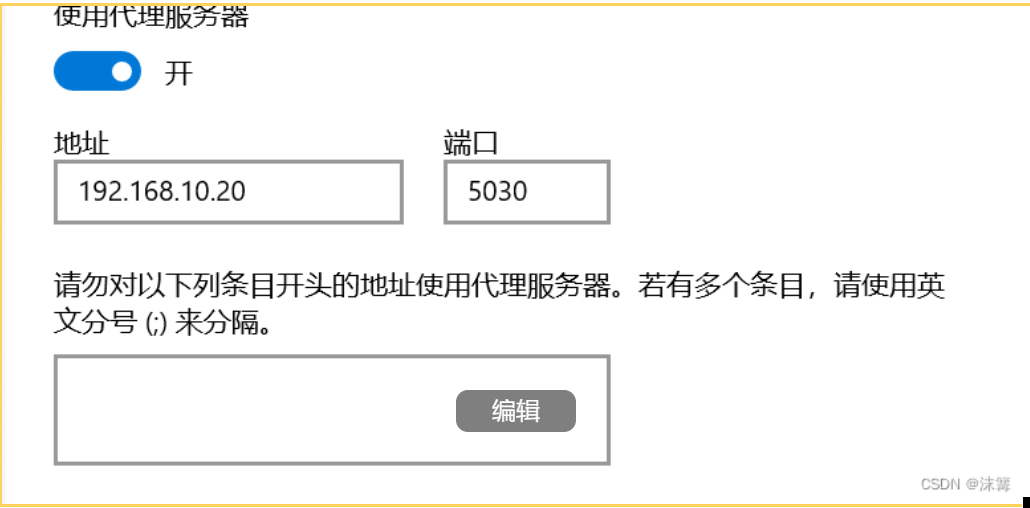 使用代理服务器
开
地址 端口
192.168.10.20 5030
请勿对以下列条目开头的地址使用代理服务器。若有多个条目，请使用英
文分号 (;) 来分隔。
编辑
CSDN @沫篝